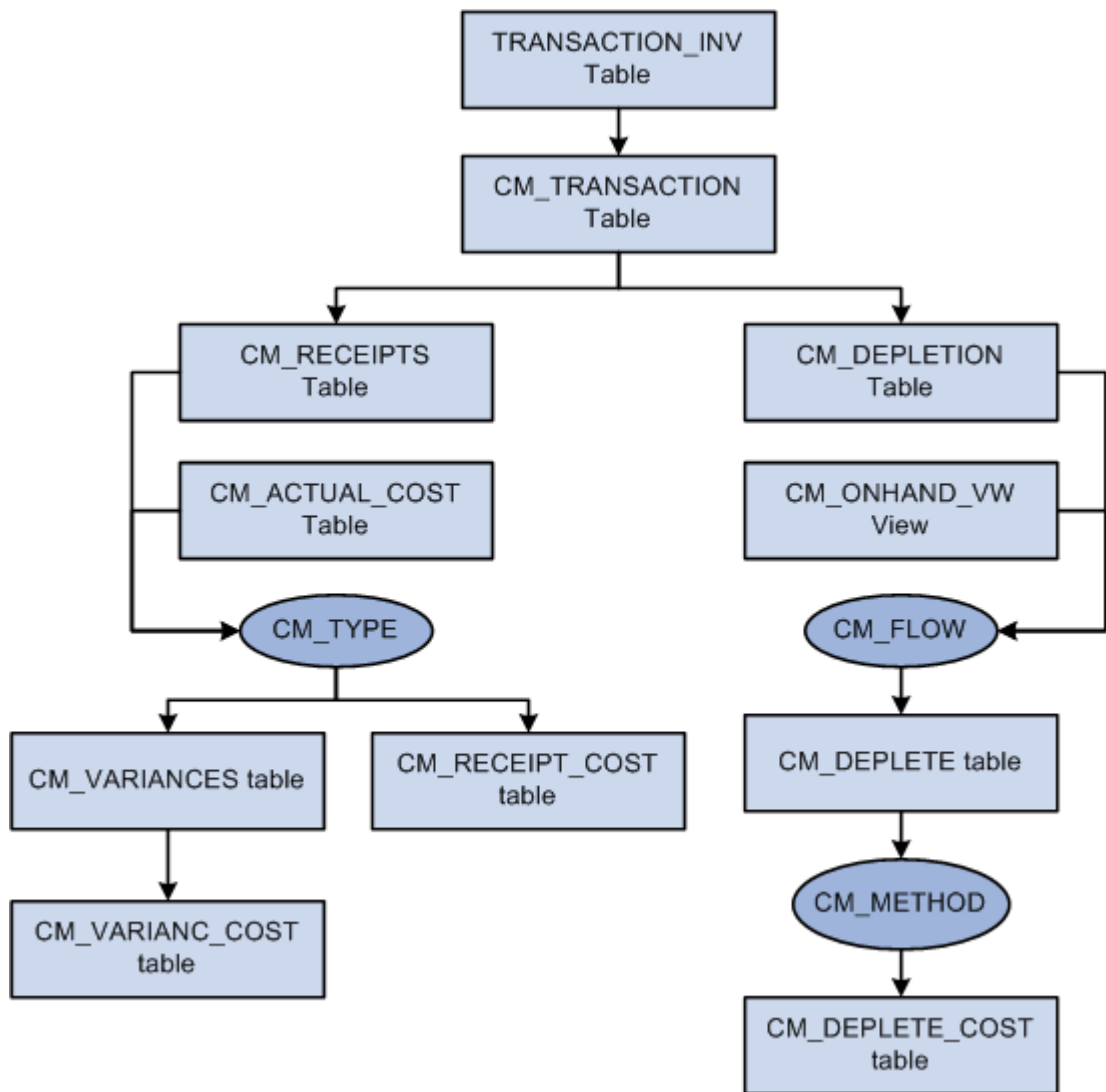 TRANSACTION_INV
Table
CM_TRANSACTION
Table
CM_RECEIPTS
Table
CM_DEPLETION
Table
CM_ACTUAL_COST
Table
CM_ONHAND_VW
View
CM_TYPE
CM_FLOW
CM_VARIANCES table
CM_RECEIPT_COST
table
CM_DEPLETE table
CM_VARIANC_COST
table
CM_METHOD
CM_DEPLETE_COST
table